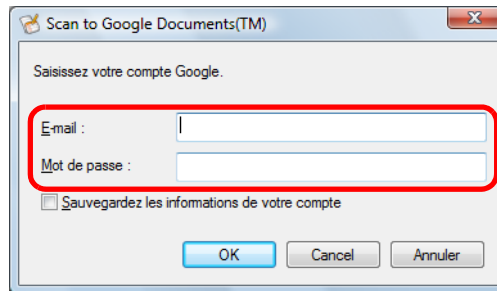 Scan to Google Documents(TM)
Saisissez votre compte Google.
E-mail :
Mot de passe :
Sauvegardez les informations de votre compte
OK Cancel Annuler